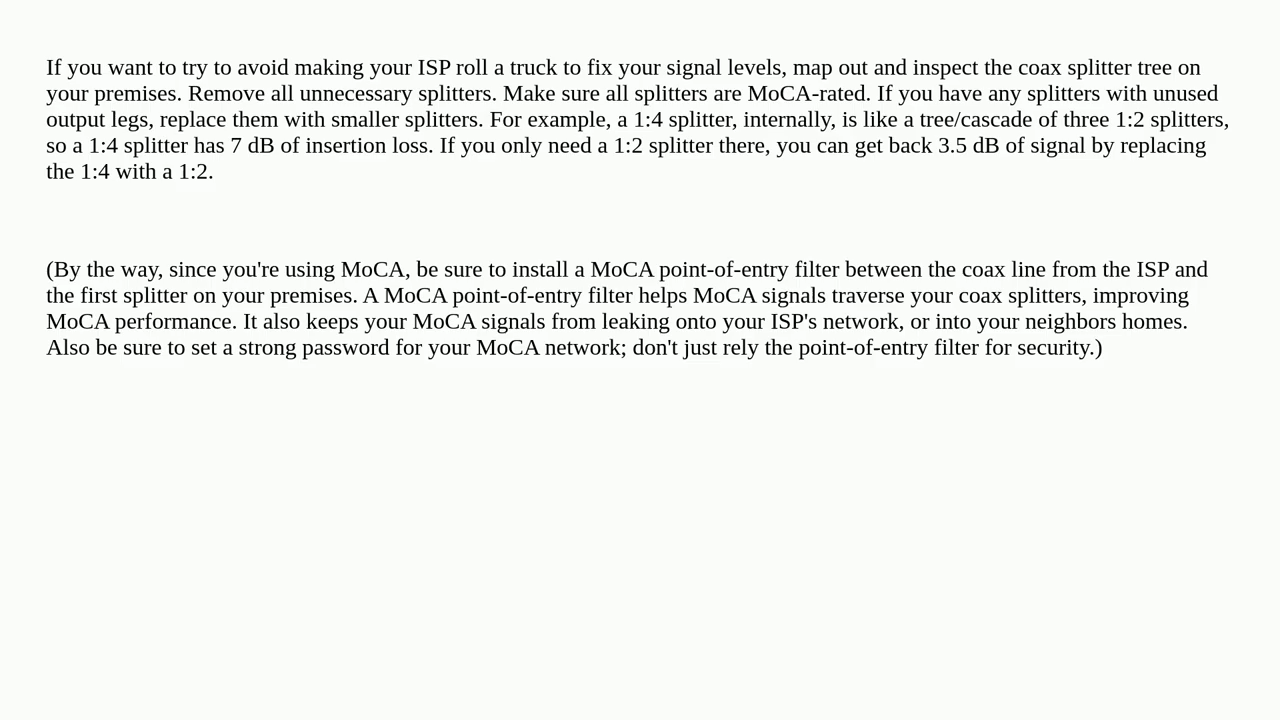 If you want to try to avoid making your ISP roll a truck to fix your signal levels, map out and inspect the coax splitter tree on
your premises. Remove all unnecessary splitters. Make sure all splitters are MoCA-rated. If you have any splitters with unused
output legs, replace them with smaller splitters. For example, a 1:4 splitter, internally, is like a tree/cascade of three 1:2 splitters,
so a 1:4 splitter has 7 dB of insertion loss. If you only need a 1:2 splitter there, you can get back 3.5 dB of signal by replacing
the 1:4 with a 1:2.
(By the way, since you're using MoCA, be sure to install a MoCA point-of-entry filter between the coax line from the ISP and
the first splitter on your premises. A MoCA point-of-entry filter helps MoCA signals traverse your coax splitters, improving
MoCA performance. It also keeps your MoCA signals from leaking onto your ISP's network, or into your neighbors homes.
Also be sure to set a strong password for your MoCA network; don't just rely the point-of-entry filter for security.)